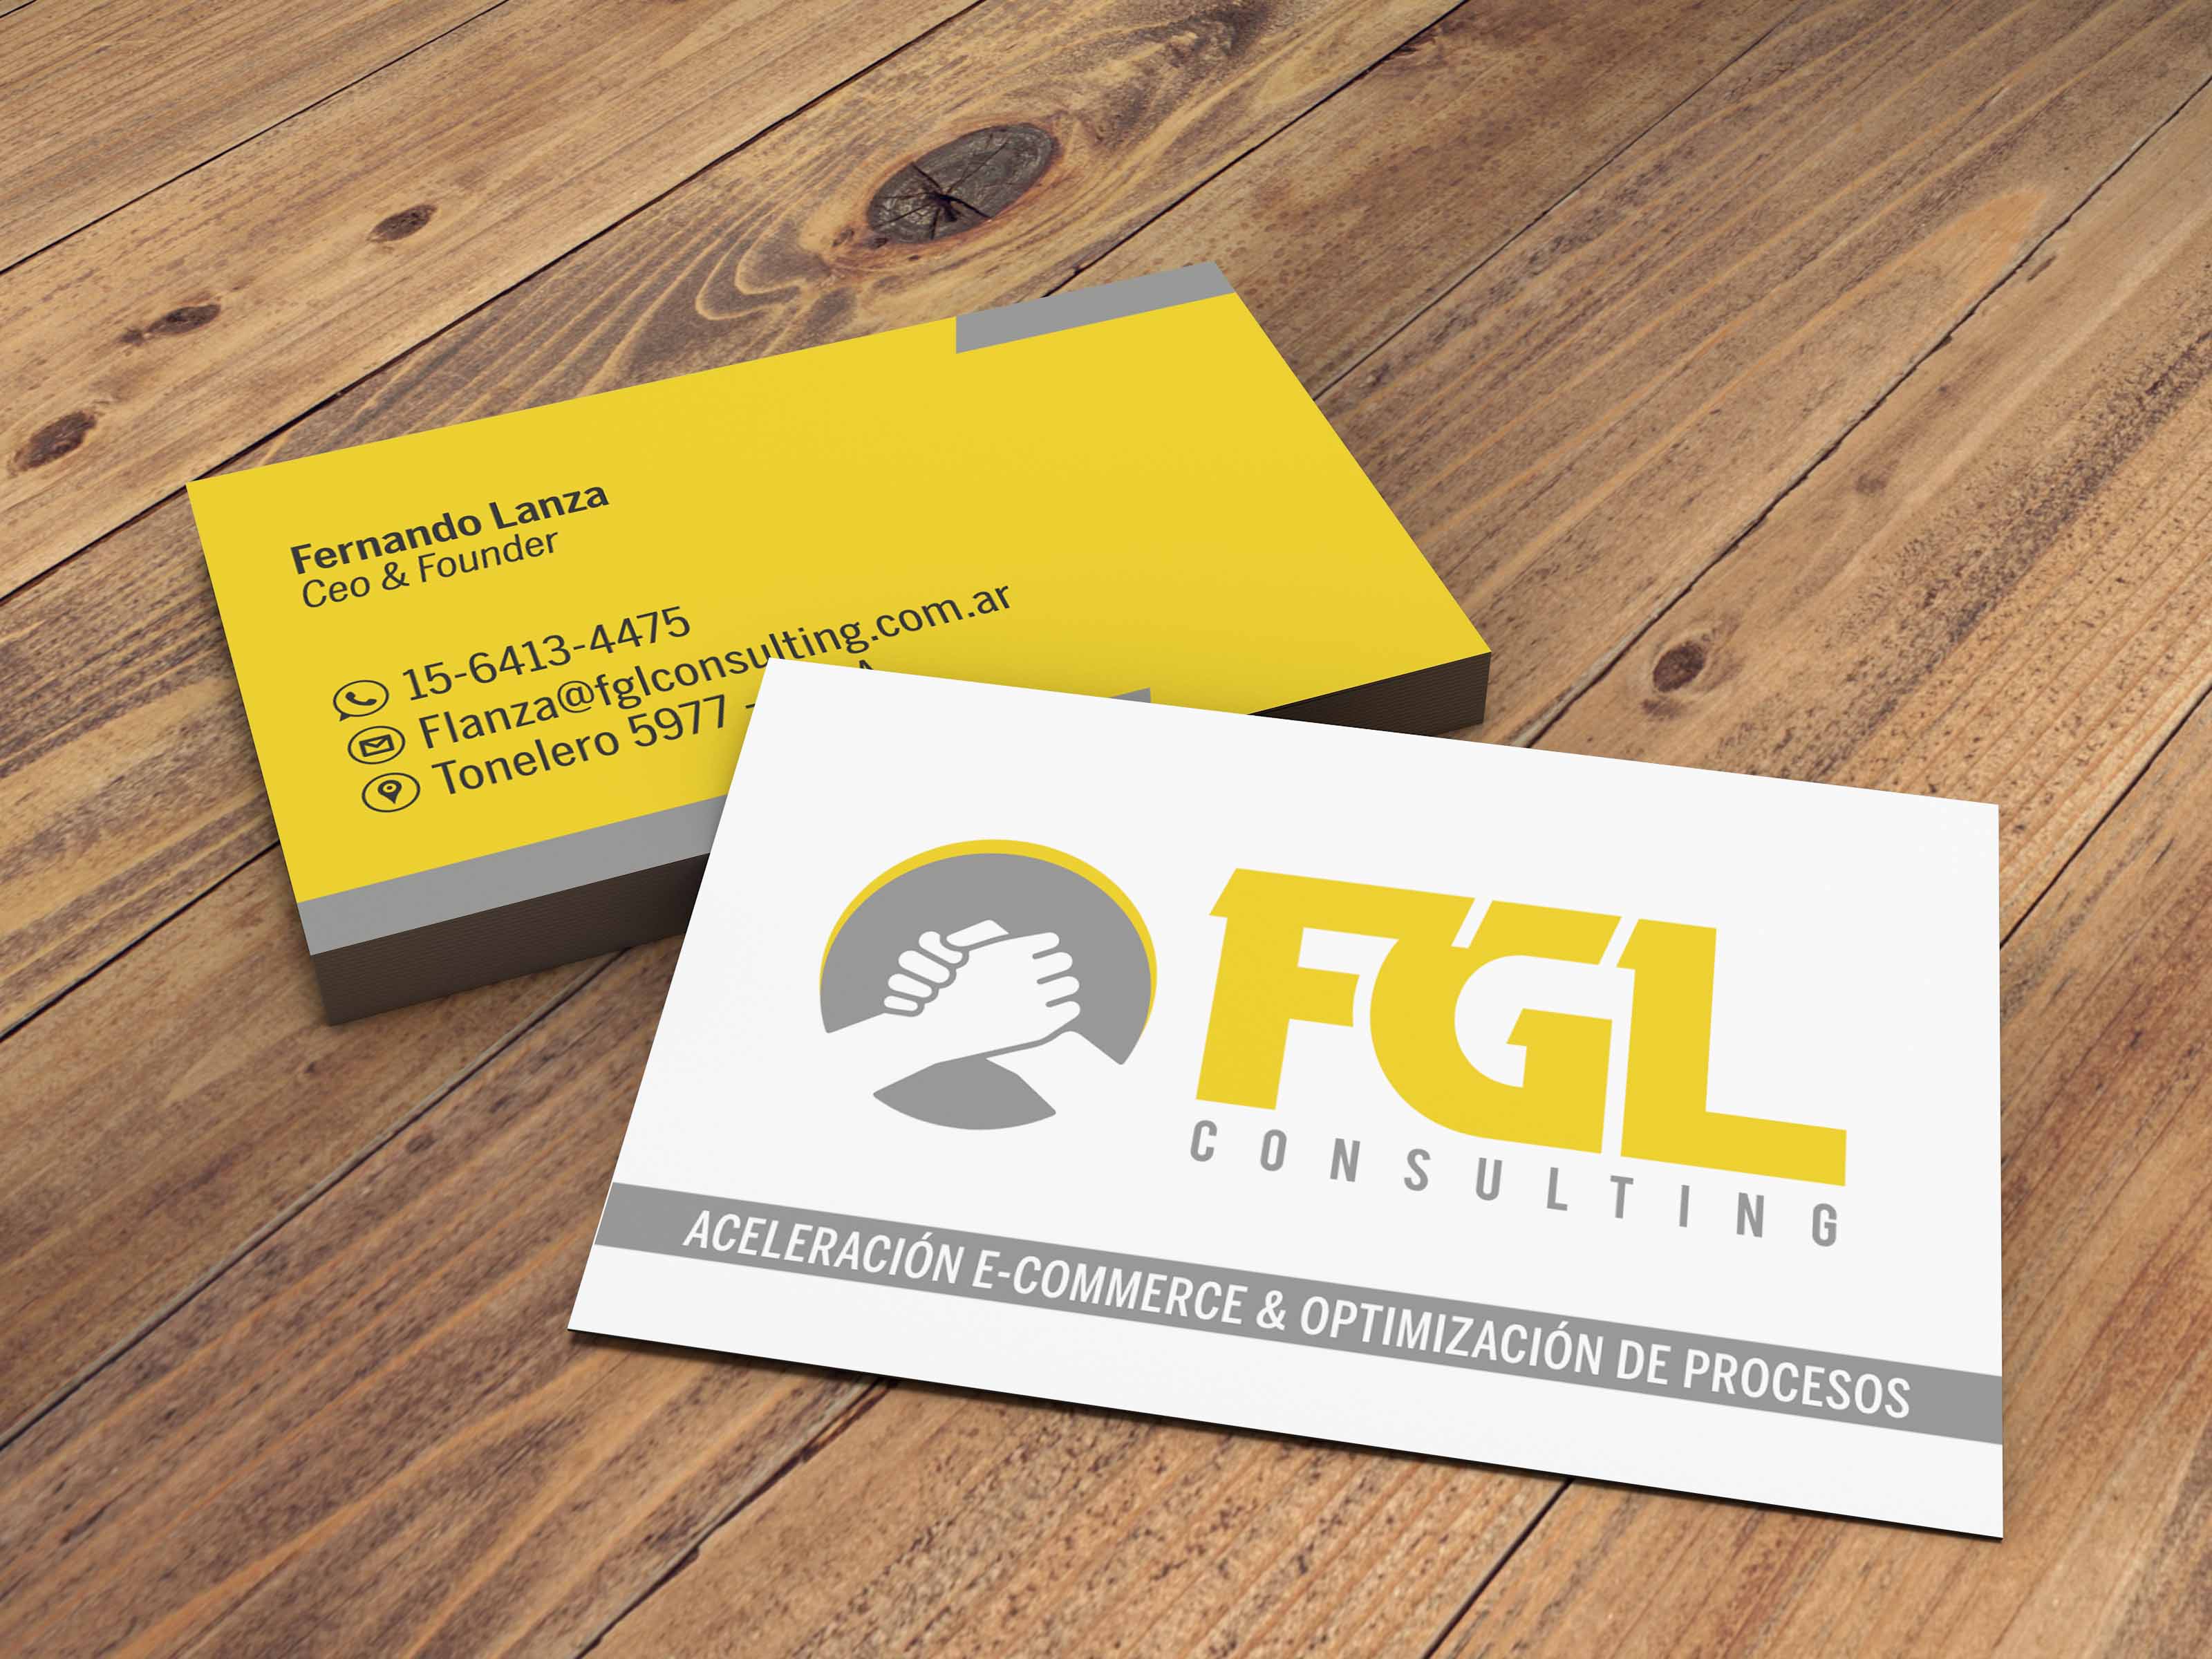 Fernando Lanza
Ceo & Founder
15-6413-4475
Flanza@fglconsulting.com.ar
Tonelero 5977 -
FGL
CONSULTING
ACELERACIÓN E-COMMERCE & OPTIMIZACIÓN DE PROCESOS